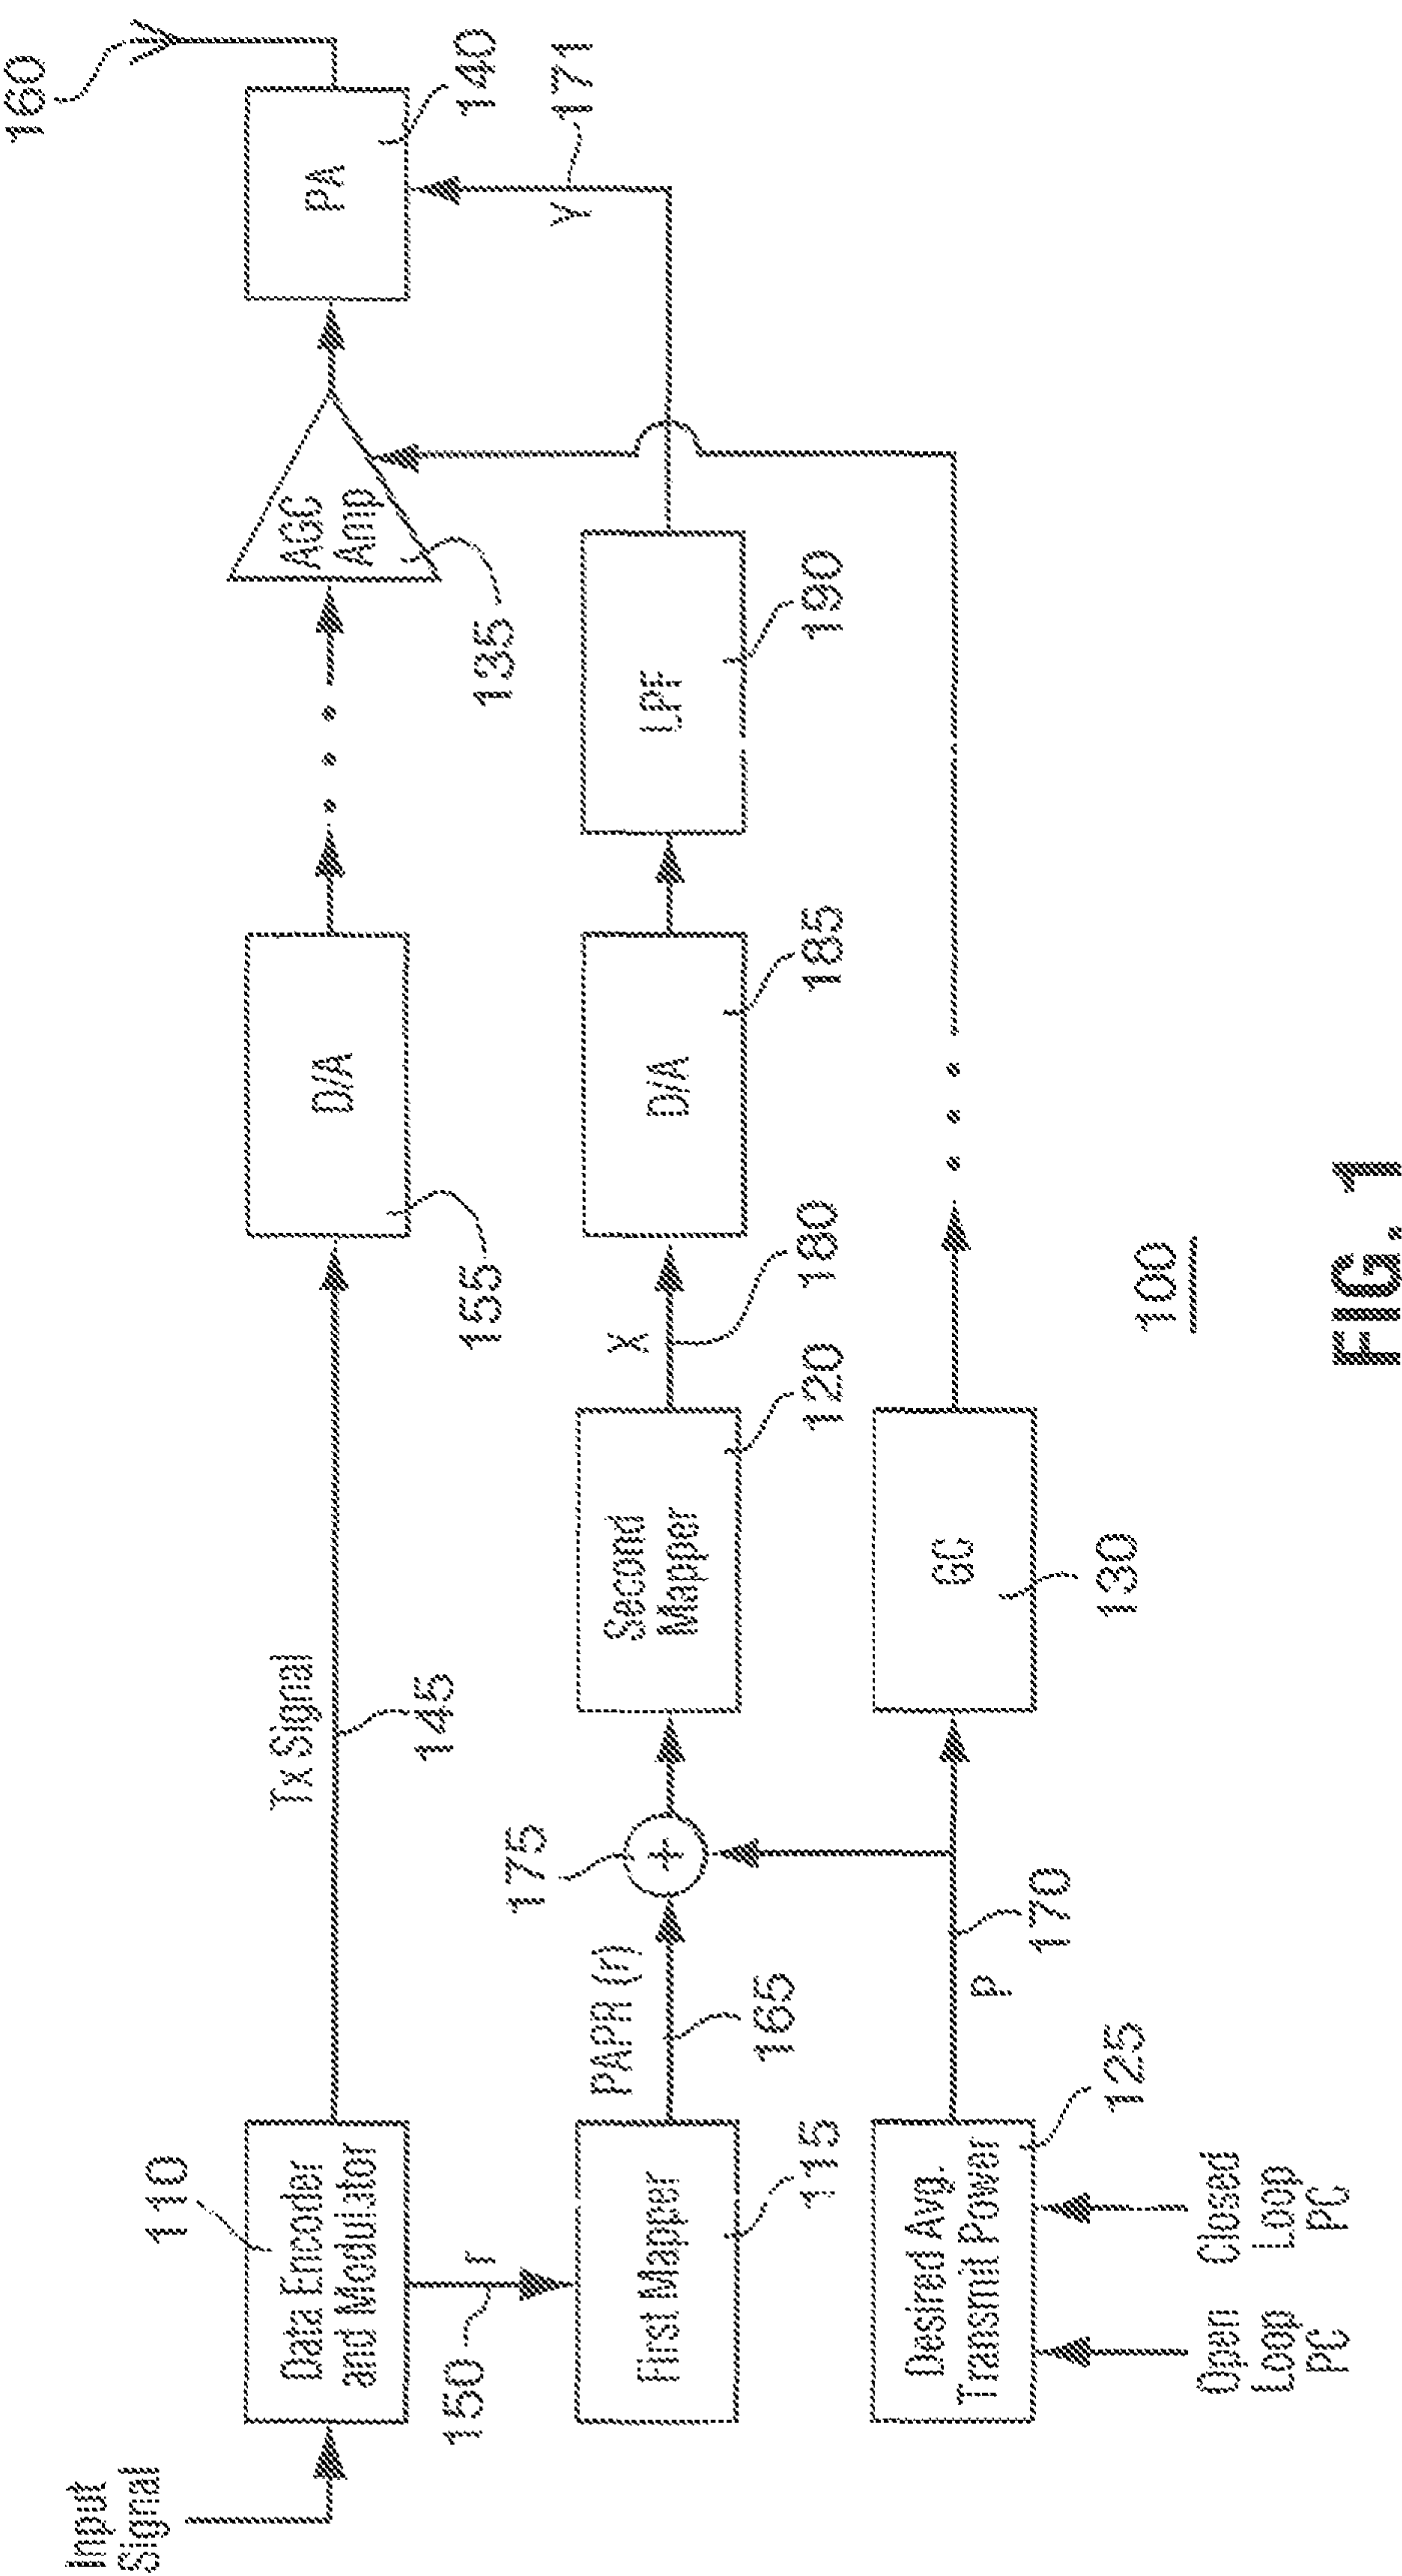 Input
Signal
110
Data Encoder
and Modulator
Tx Signal
145
155
D/A
AGC
Amp
135
PA
140
160
150
r
First Mapper
115
PAPR (r)
165
175
+
Second
Mapper
120
X
180
D/A
185
LPF
190
Y
171
Desired Avg.
Transmit Power
125
P
170
GC
130
Open
Loop
PC
Closed
Loop
PC
100
FIG. 1